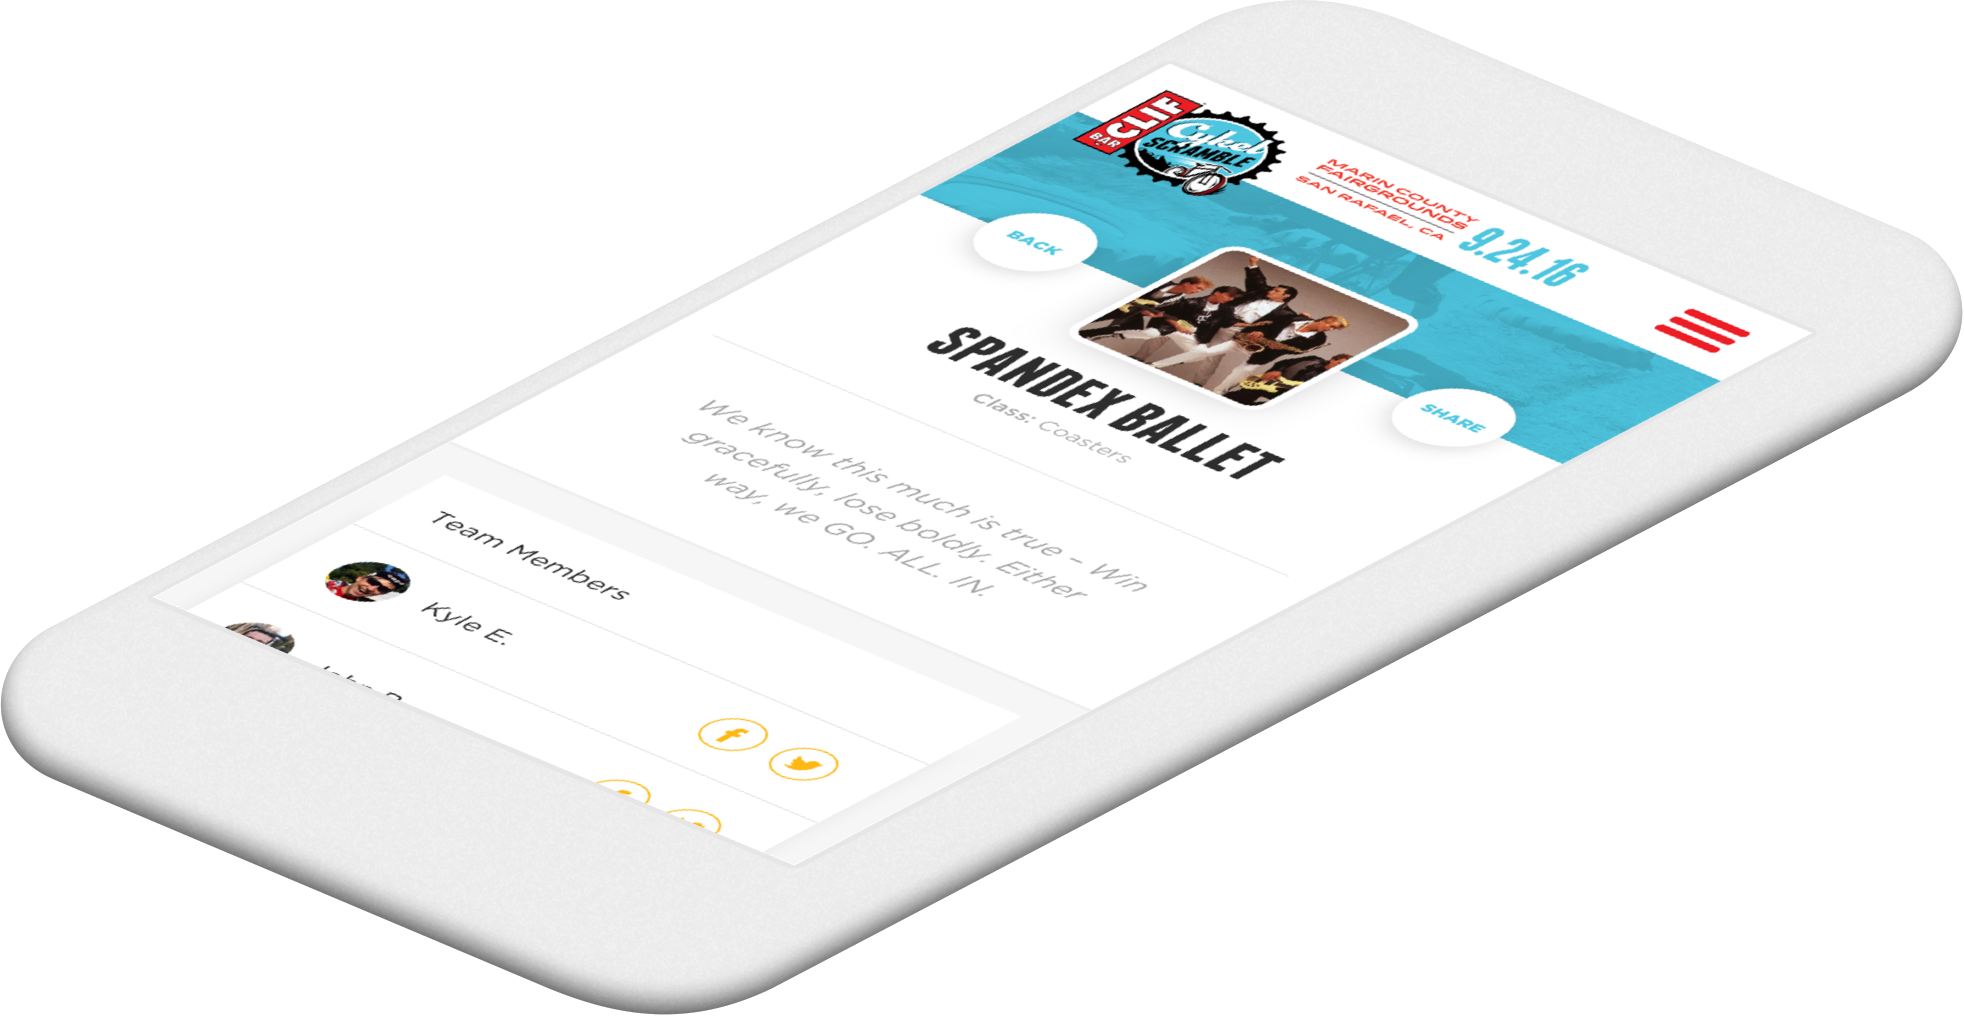 CLIF
BAR
Cykel
SCRAMBLE
MARIN COUNTY
FAIRGROUNDS
SAN RAFAEL, CA
9.24.16
BACK
SHARE
SPANDEX BALLET
Class: Coasters
We know this much is true – Win
gracefully, lose boldly. Either
way, we GO. ALL. IN.
Team Members
Kyle E.